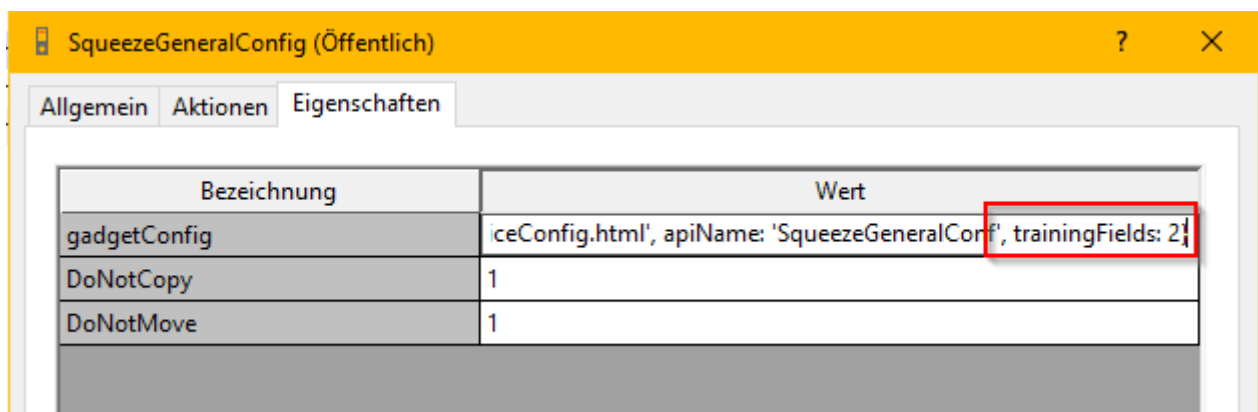 SqueezeGeneralConfig (Öffentlich) ?
Allgemein Aktionen Eigenschaften
Bezeichnung Wert
gadgetConfig iceConfig.html', apiName: 'SqueezeGeneralConf', trainingFields: 2}
DoNotCopy 1
DoNotMove 1